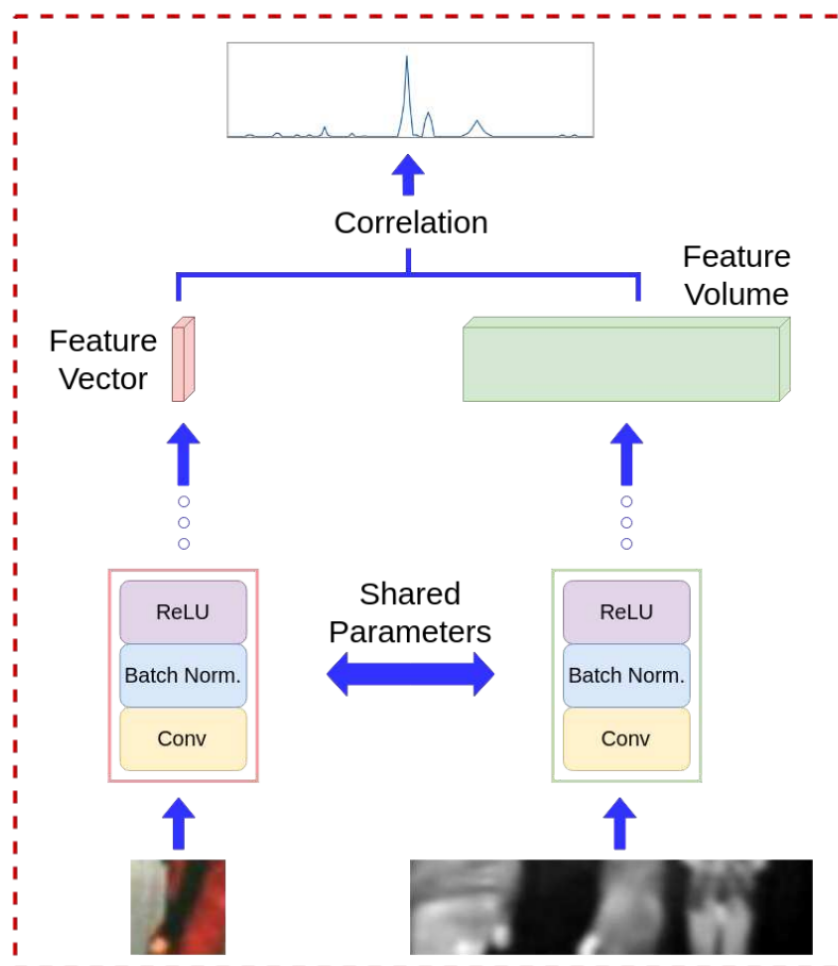 Correlation
Feature
Volume
Feature
Vector
ReLU
Batch Norm.
Conv
Shared
Parameters
ReLU
Batch Norm.
Conv